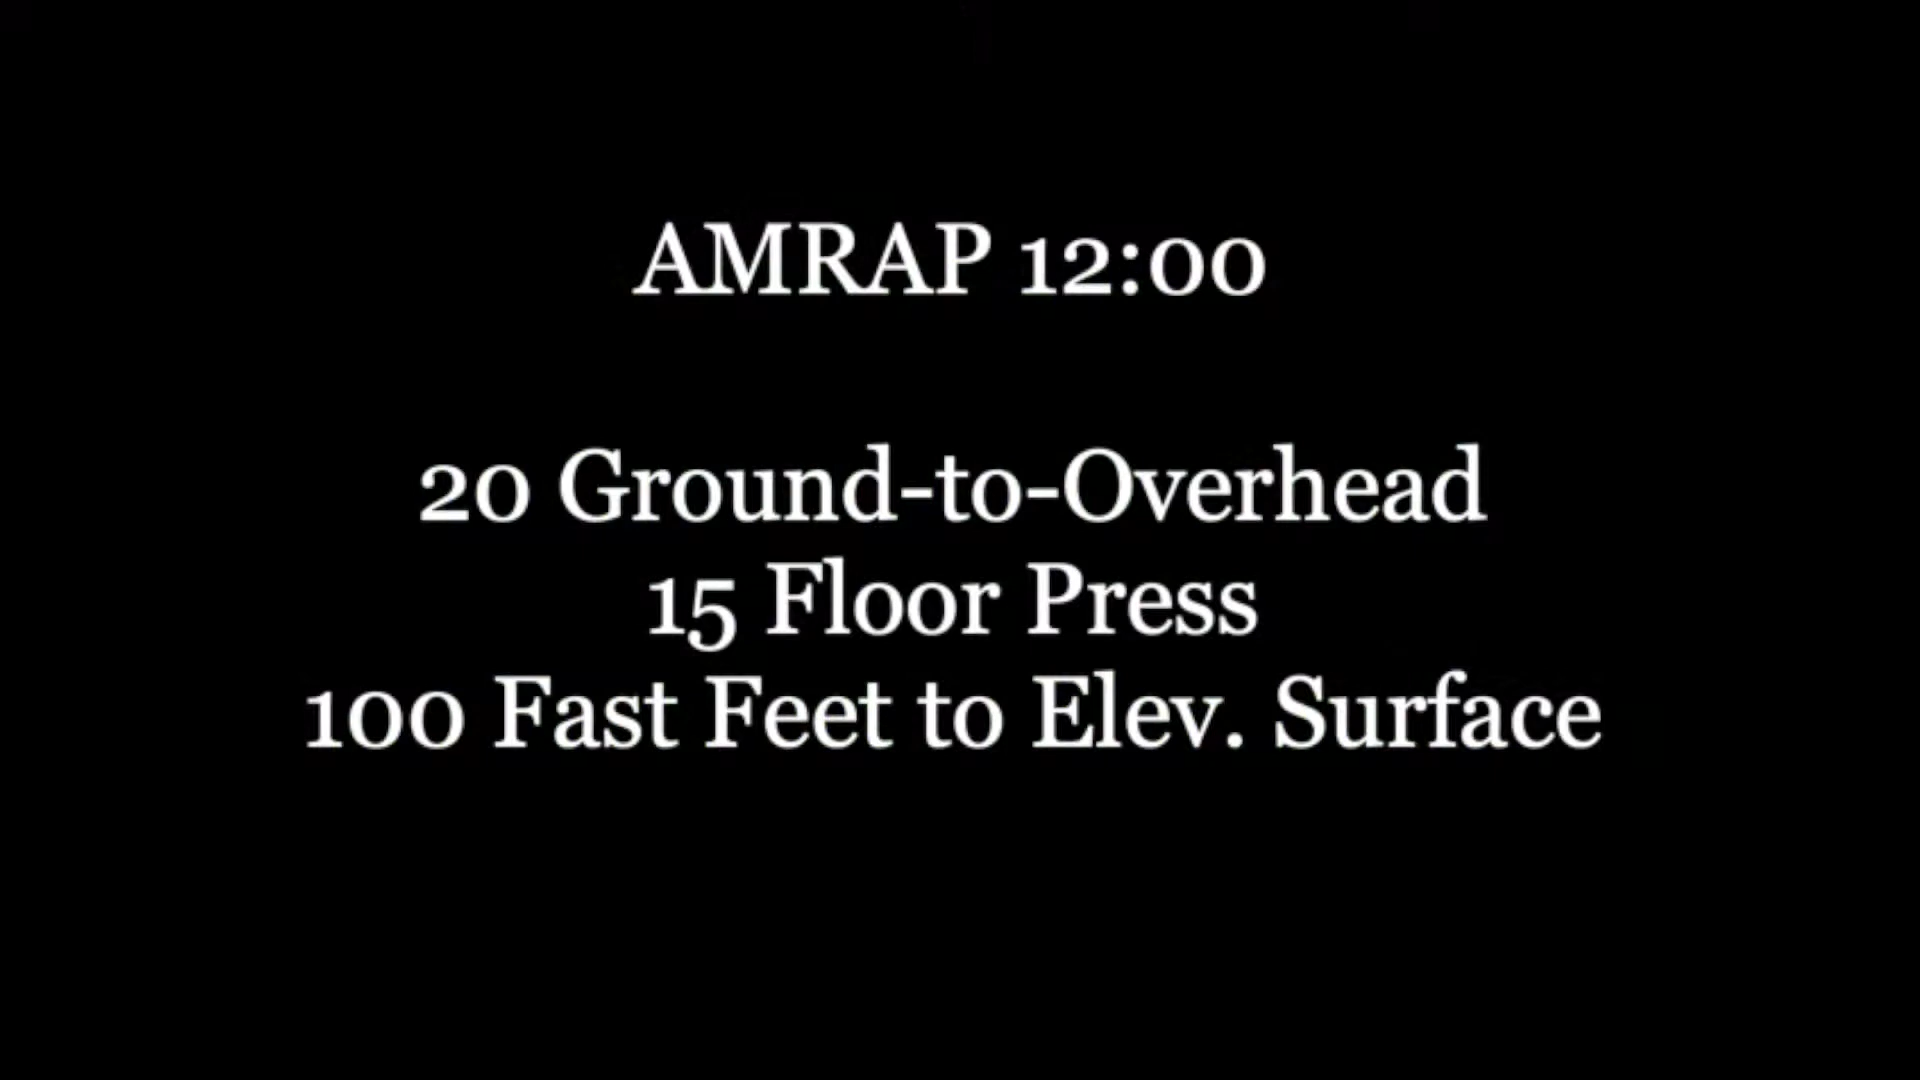 AMRAP 12:00
20 Ground-to-Overhead
15 Floor Press
100 Fast Feet to Elev. Surface